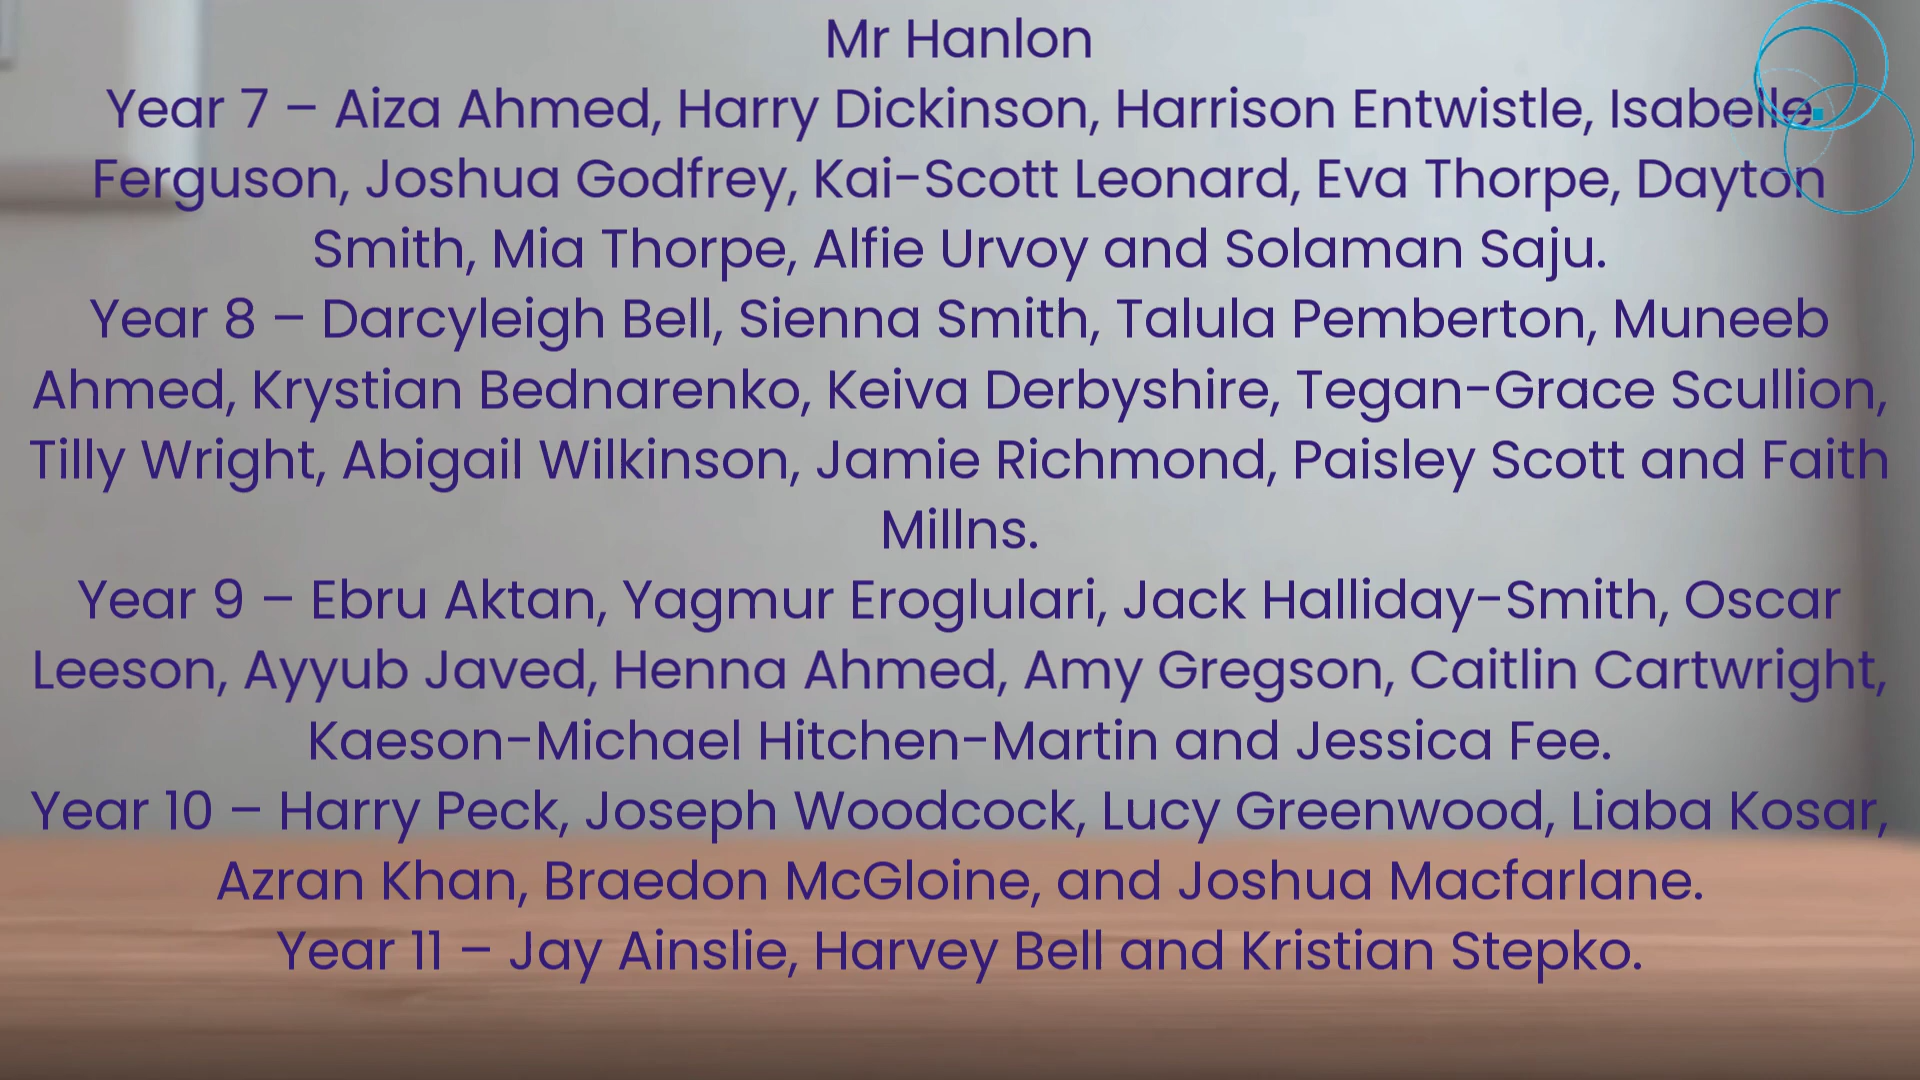 Mr Hanlon
Year 7 – Aiza Ahmed, Harry Dickinson, Harrison Entwistle, Isabelle
Ferguson, Joshua Godfrey, Kai-Scott Leonard, Eva Thorpe, Dayton
Smith, Mia Thorpe, Alfie Urvoy and Solaman Saju.
Year 8 – Darcyleigh Bell, Sienna Smith, Talula Pemberton, Muneeb
Ahmed, Krystian Bednarenko, Keiva Derbyshire, Tegan-Grace Scullion,
Tilly Wright, Abigail Wilkinson, Jamie Richmond, Paisley Scott and Faith
Millns.
Year 9 – Ebru Aktan, Yagmur Eroglulari, Jack Halliday-Smith, Oscar
Leeson, Ayyub Javed, Henna Ahmed, Amy Gregson, Caitlin Cartwright,
Kaeson-Michael Hitchen-Martin and Jessica Fee.
Year 10 – Harry Peck, Joseph Woodcock, Lucy Greenwood, Liaba Kosar,
Azran Khan, Braedon McGloine, and Joshua Macfarlane.
Year 11 – Jay Ainslie, Harvey Bell and Kristian Stepko.